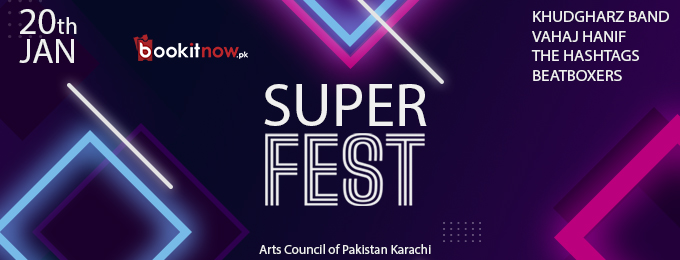 20th
JAN
bookitnow.pk
KHUDGHARZ BAND
VAHAJ HANIF
THE HASHTAGS
BEATBOXERS
SUPER
FEST
Arts Council of Pakistan Karachi